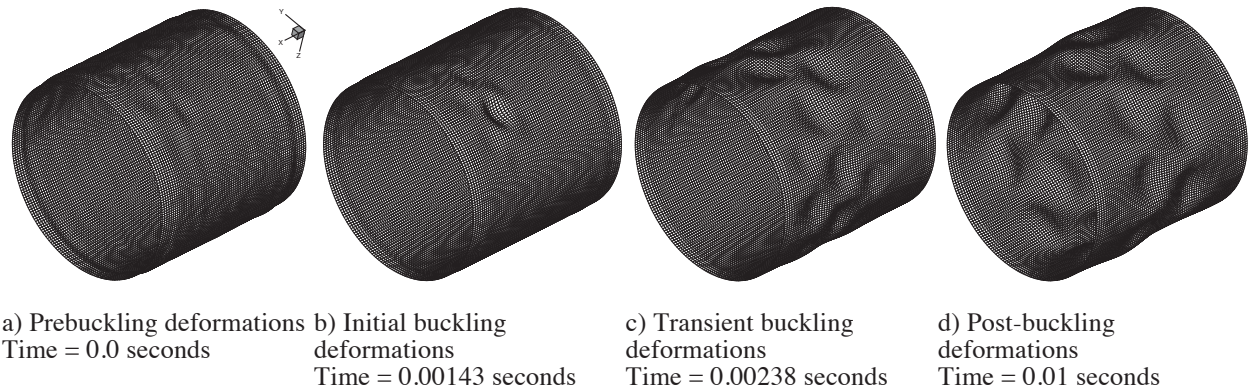 Y
X
Z
a) Prebuckling deformations
Time = 0.0 seconds
b) Initial buckling
deformations
Time = 0.00143 seconds
c) Transient buckling
deformations
Time = 0.00238 seconds
d) Post-buckling
deformations
Time = 0.01 seconds